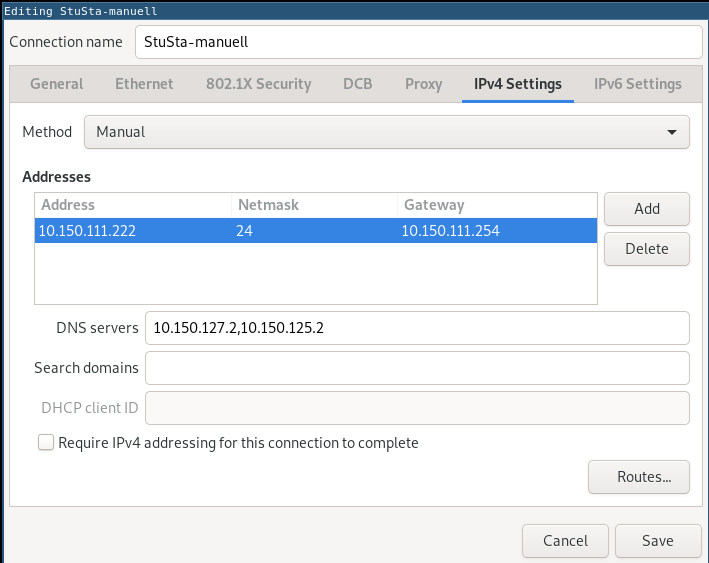 Editing StuSta-manuell
Connection name StuSta-manuell
General Ethernet 802.1X Security DCB Proxy IPv4 Settings IPv6 Settings
Method Manual
Addresses
Address Netmask Gateway
Add
10.150.111.222 24 10.150.111.254
Delete
DNS servers 10.150.127.2,10.150.125.2
Search domains
DHCP client ID
Require IPv4 addressing for this connection to complete
Routes...
Cancel Save